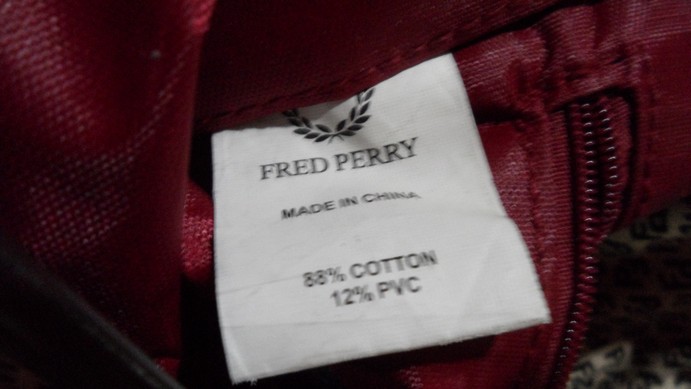 FRED PERRY
MADE IN CHINA
88% COTTON
12% PVC